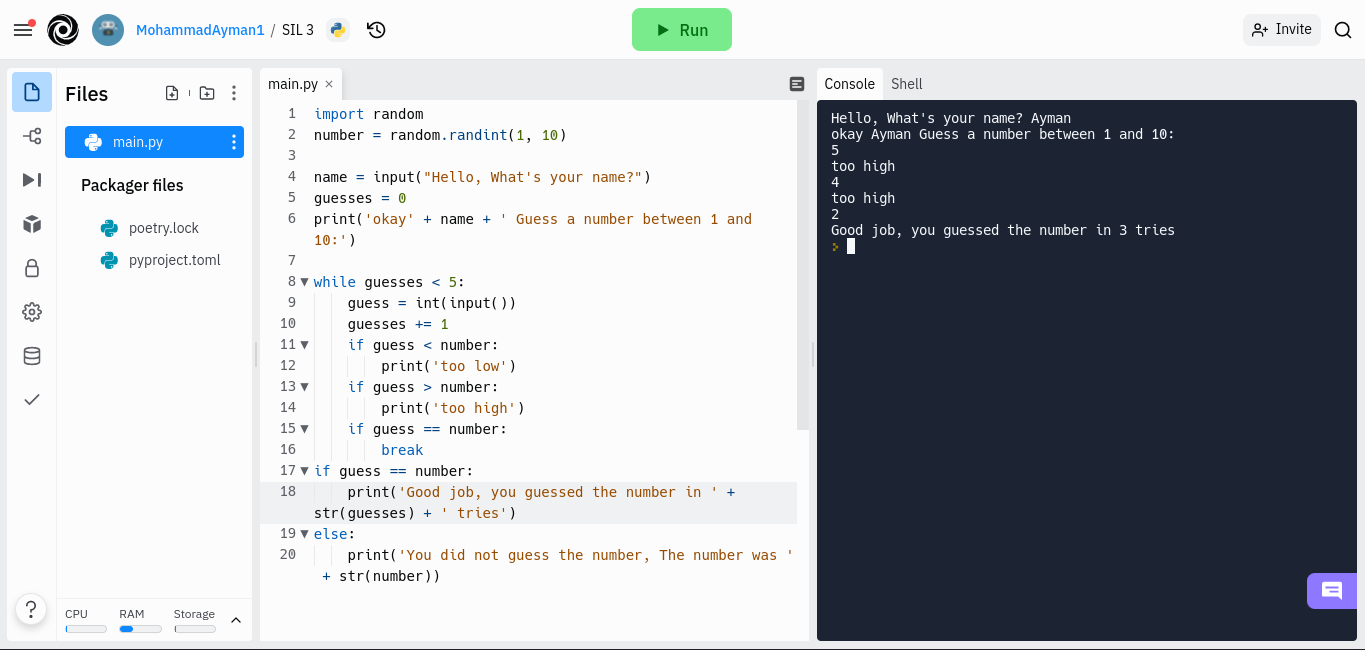 MohammadAyman1 / SIL 3
Run
Invite
Files
main.py
Packager files
poetry.lock
pyproject.toml
CPU RAM Storage
?
main.py ×
1 import random
2 number = random.randint(1, 10)
3
4 name = input("Hello, What's your name?")
5 guesses = 0
6 print('okay' + name + ' Guess a number between 1 and
10:')
7
8 while guesses < 5:
9 guess = int(input())
10 guesses += 1
11 if guess < number:
12 print('too low')
13 if guess > number:
14 print('too high')
15 if guess == number:
16 break
17 if guess == number:
18 print('Good job, you guessed the number in ' +
str(guesses) + ' tries')
19 else:
20 print('You did not guess the number, The number was '
+ str(number))
Console Shell
Hello, What's your name? Ayman
okay Ayman Guess a number between 1 and 10:
5
too high
4
too high
2
Good job, you guessed the number in 3 tries